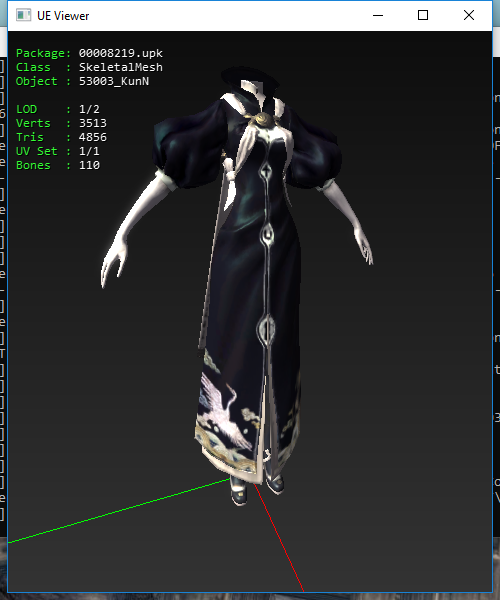 UE Viewer
Package: 00008219.upk
Class : SkeletalMesh
Object : 53003_KunN
LOD : 1/2
Verts : 3513
Tris : 4856
UV Set : 1/1
Bones : 110